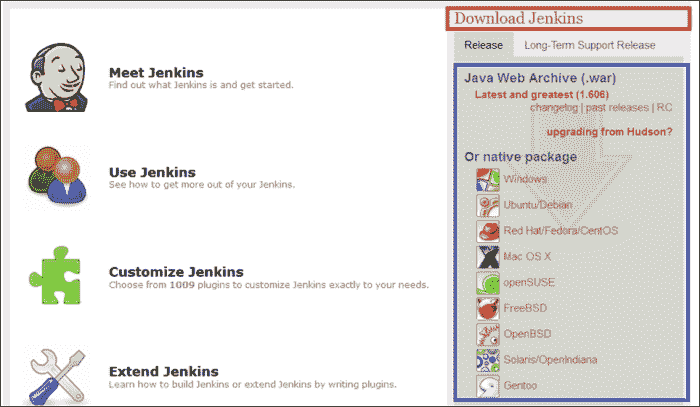 Meet Jenkins
Find out what Jenkins is and get started.
Use Jenkins
See how to get more out of your Jenkins.
Customize Jenkins
Choose from 1009 plugins to customize Jenkins exactly to your needs.
Extend Jenkins
Learn how to build Jenkins or extend Jenkins by writing plugins.
Download Jenkins
Release Long-Term Support Release
Java Web Archive (.war)
Latest and greatest (1.606)
changelog | past releases | RC
upgrading from Hudson?
Or native package
Windows
Ubuntu/Debian
Red Hat/Fedora/CentOS
Mac OS X
openSUSE
FreeBSD
OpenBSD
Solaris/OpenIndiana
Gentoo